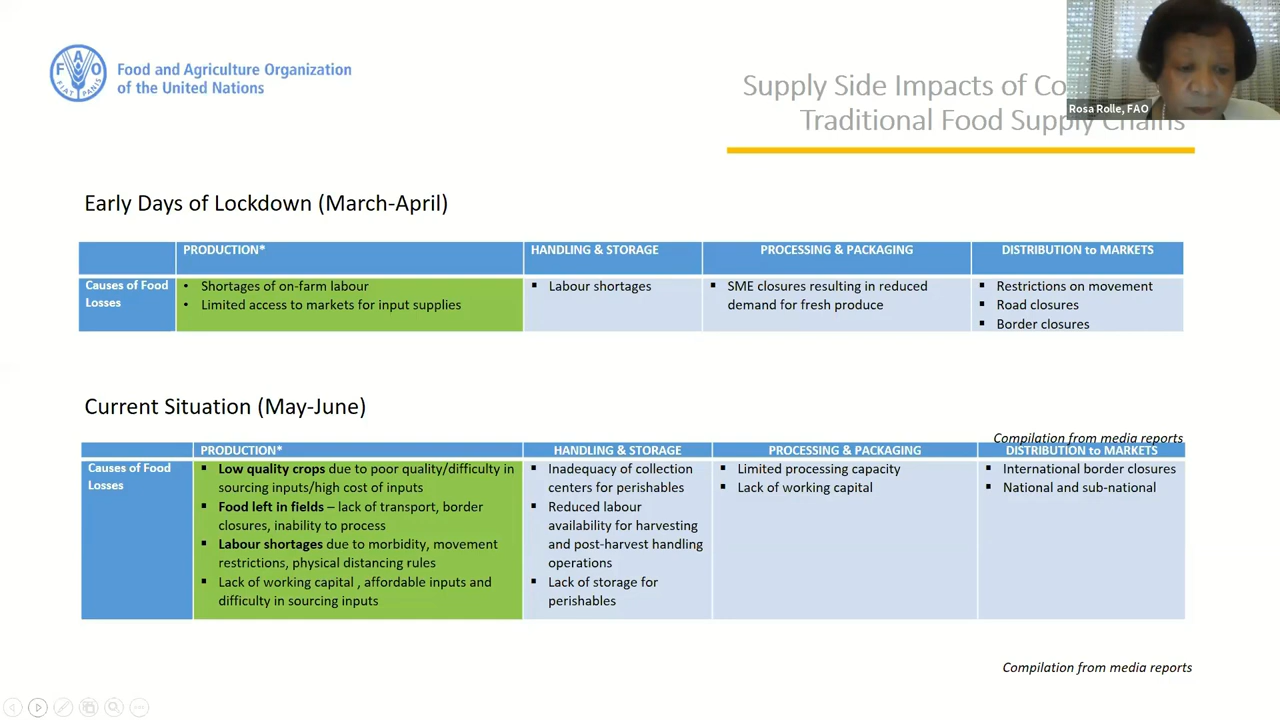 Food and Agriculture Organization
of the United Nations
FAO
FIAT PANIS
Supply Side Impacts of Co
Traditional Food Supply Chains
Rosa Rolle, FAO
Early Days of Lockdown (March-April)
PRODUCTION*
HANDLING & STORAGE
PROCESSING & PACKAGING
DISTRIBUTION to MARKETS
Causes of Food
Losses
• Shortages of on-farm labour
• Limited access to markets for input supplies
▪ Labour shortages
▪ SME closures resulting in reduced
demand for fresh produce
▪ Restrictions on movement
▪ Road closures
▪ Border closures
Current Situation (May-June)
Compilation from media reports
PRODUCTION*
HANDLING & STORAGE
PROCESSING & PACKAGING
DISTRIBUTION to MARKETS
Causes of Food
Losses
▪ Low quality crops due to poor quality/difficulty in
sourcing inputs/high cost of inputs
▪ Food left in fields – lack of transport, border
closures, inability to process
▪ Labour shortages due to morbidity, movement
restrictions, physical distancing rules
▪ Lack of working capital , affordable inputs and
difficulty in sourcing inputs
▪ Inadequacy of collection
centers for perishables
▪ Reduced labour
availability for harvesting
and post-harvest handling
operations
▪ Lack of storage for
perishables
▪ Limited processing capacity
▪ Lack of working capital
▪ International border closures
▪ National and sub-national
Compilation from media reports